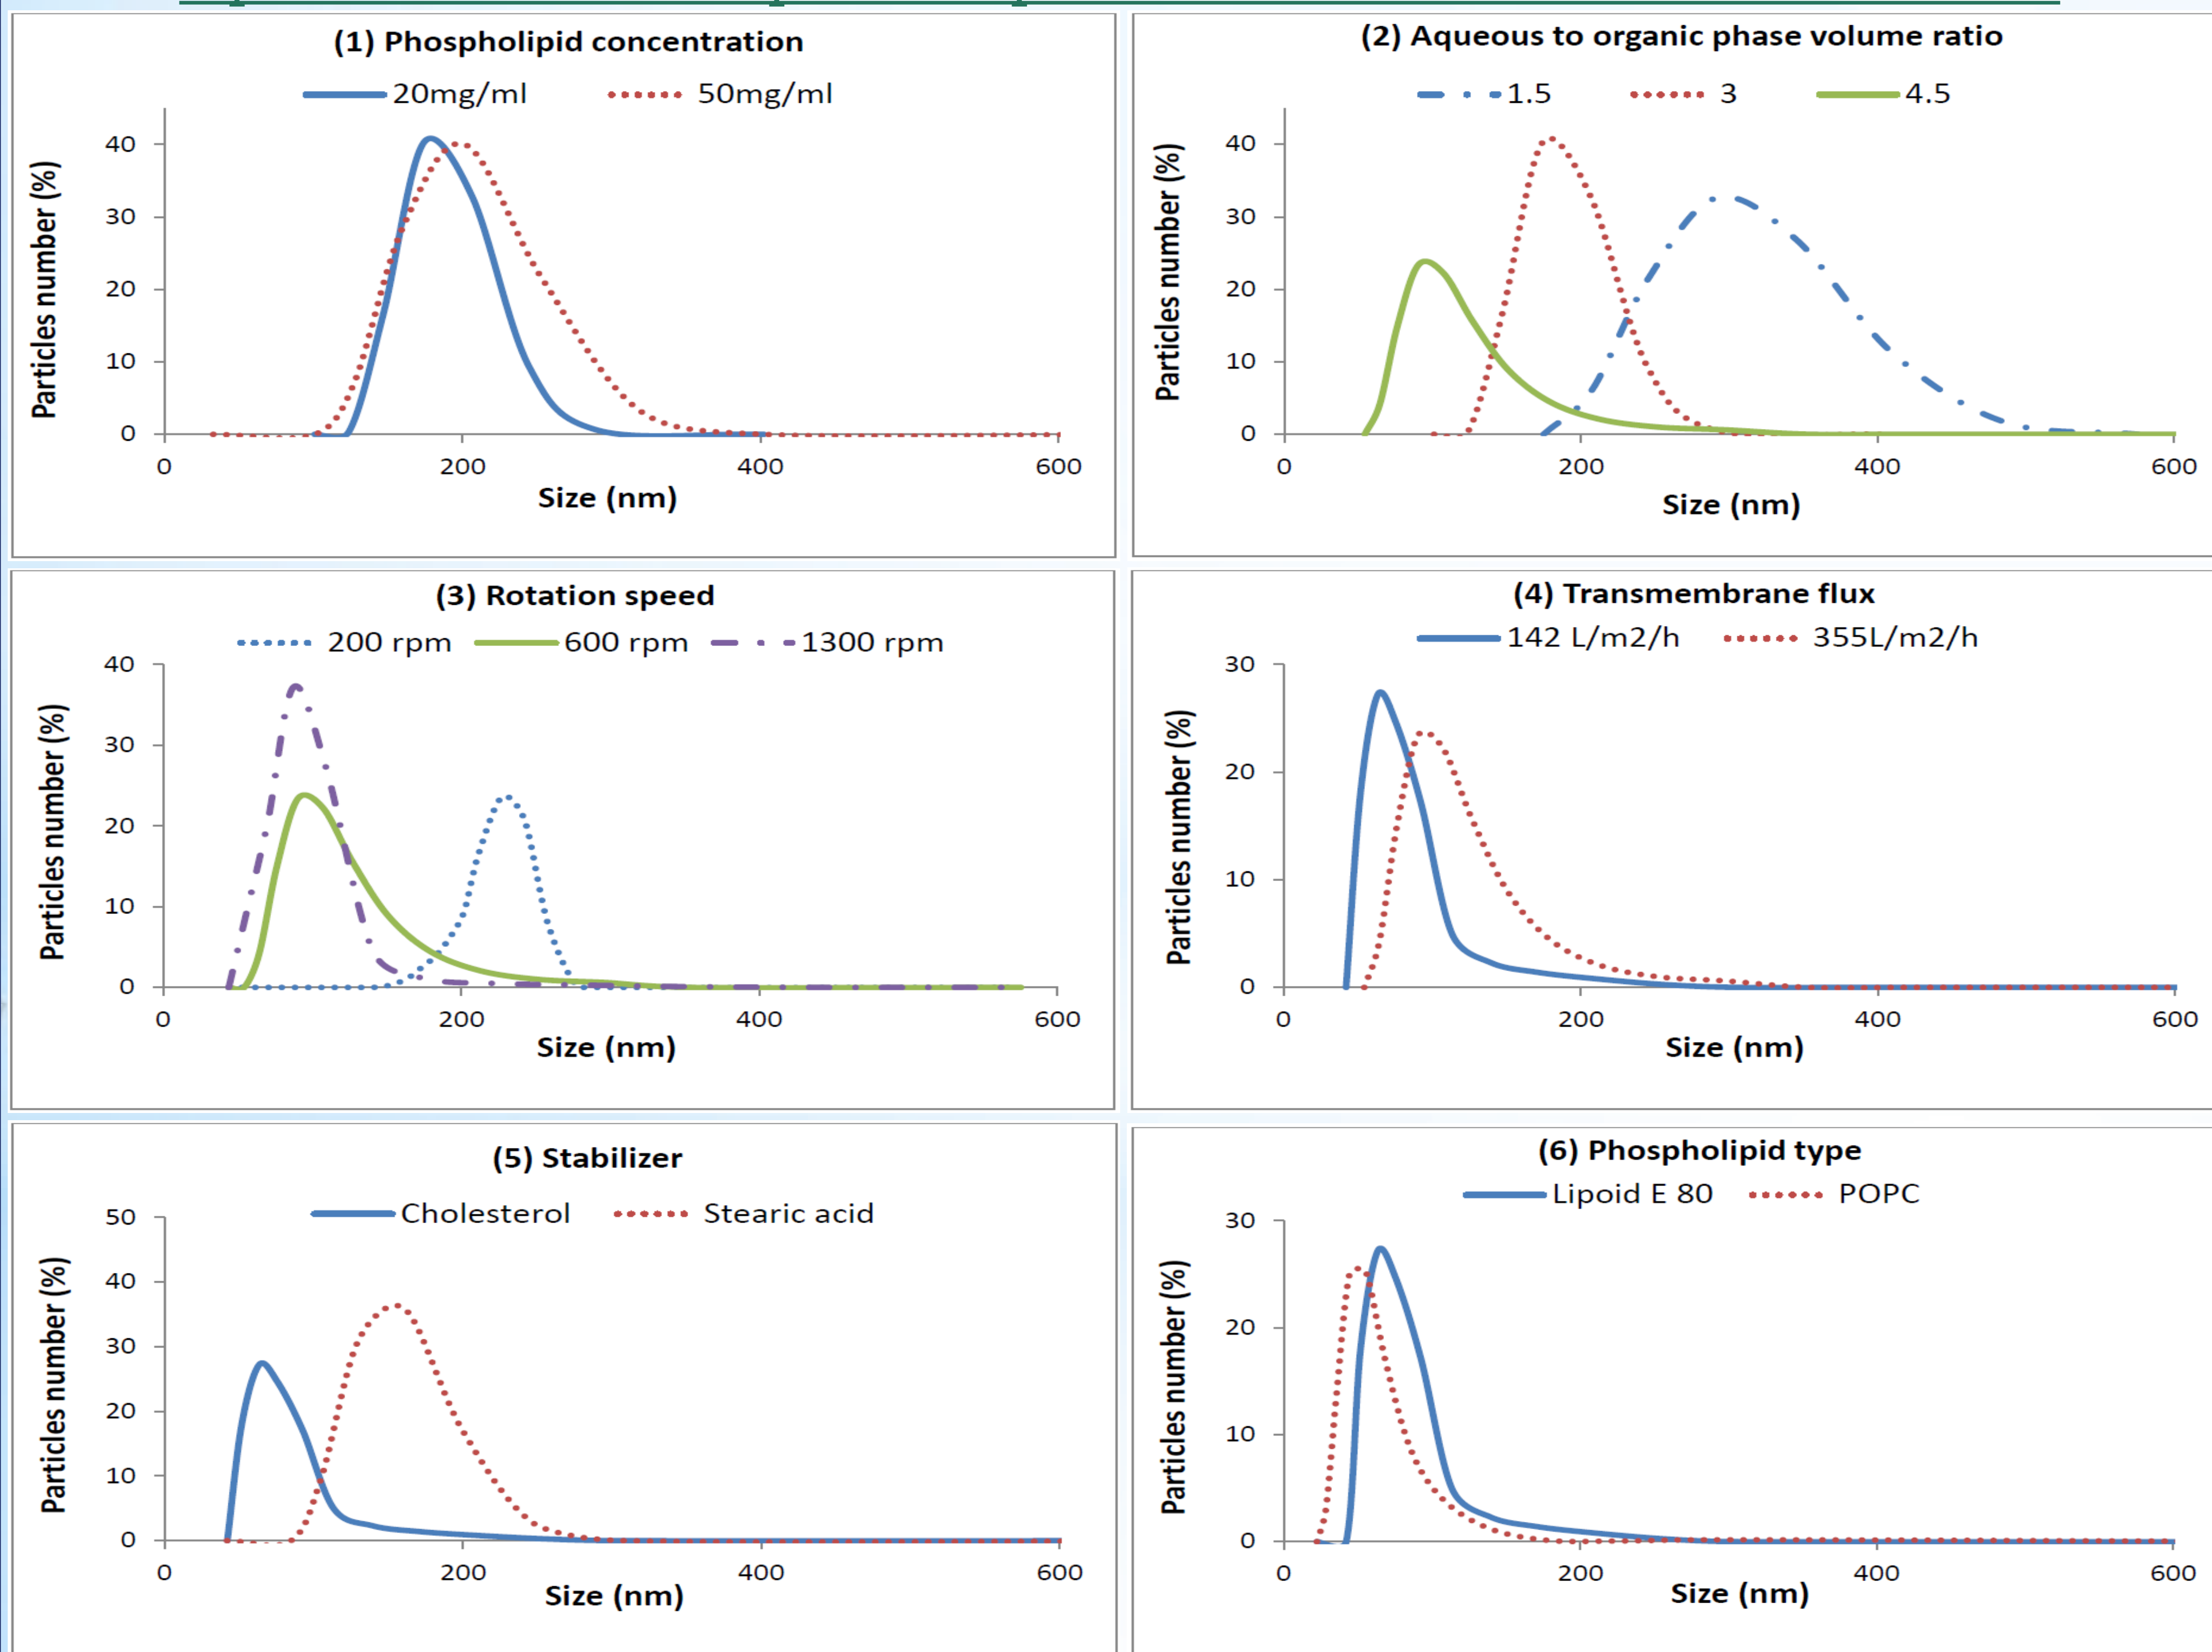 (1) Phospholipid concentration
20mg/ml 50mg/ml
Particles number (%)
40
30
20
10
0
0 200 400 600
Size (nm)
(2) Aqueous to organic phase volume ratio
1.5 3 4.5
Particles number (%)
40
30
20
10
0
0 200 400 600
Size (nm)
(3) Rotation speed
200 rpm 600 rpm 1300 rpm
Particles number (%)
40
30
20
10
0
0 200 400 600
Size (nm)
(4) Transmembrane flux
142 L/m2/h 355L/m2/h
Particles number (%)
30
20
10
0
0 200 400 600
Size (nm)
(5) Stabilizer
Cholesterol Stearic acid
Particles number (%)
50
40
30
20
10
0
0 200 400 600
Size (nm)
(6) Phospholipid type
Lipoid E 80 POPC
Particles number (%)
30
20
10
0
0 200 400 600
Size (nm)